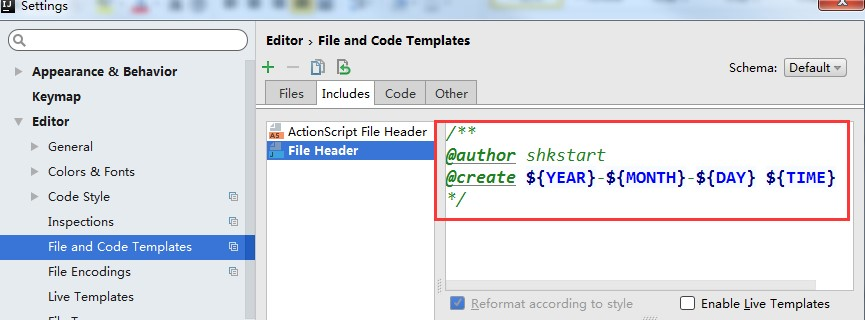 Settings
Editor › File and Code Templates
Schema: Default
Appearance & Behavior
Keymap
Editor
General
Colors & Fonts
Code Style
Inspections
File and Code Templates
File Encodings
Live Templates
Files Includes Code Other
ActionScript File Header
File Header
/**
@author shkstart
@create ${YEAR}-${MONTH}-${DAY} ${TIME}
*/
Reformat according to style
Enable Live Templates